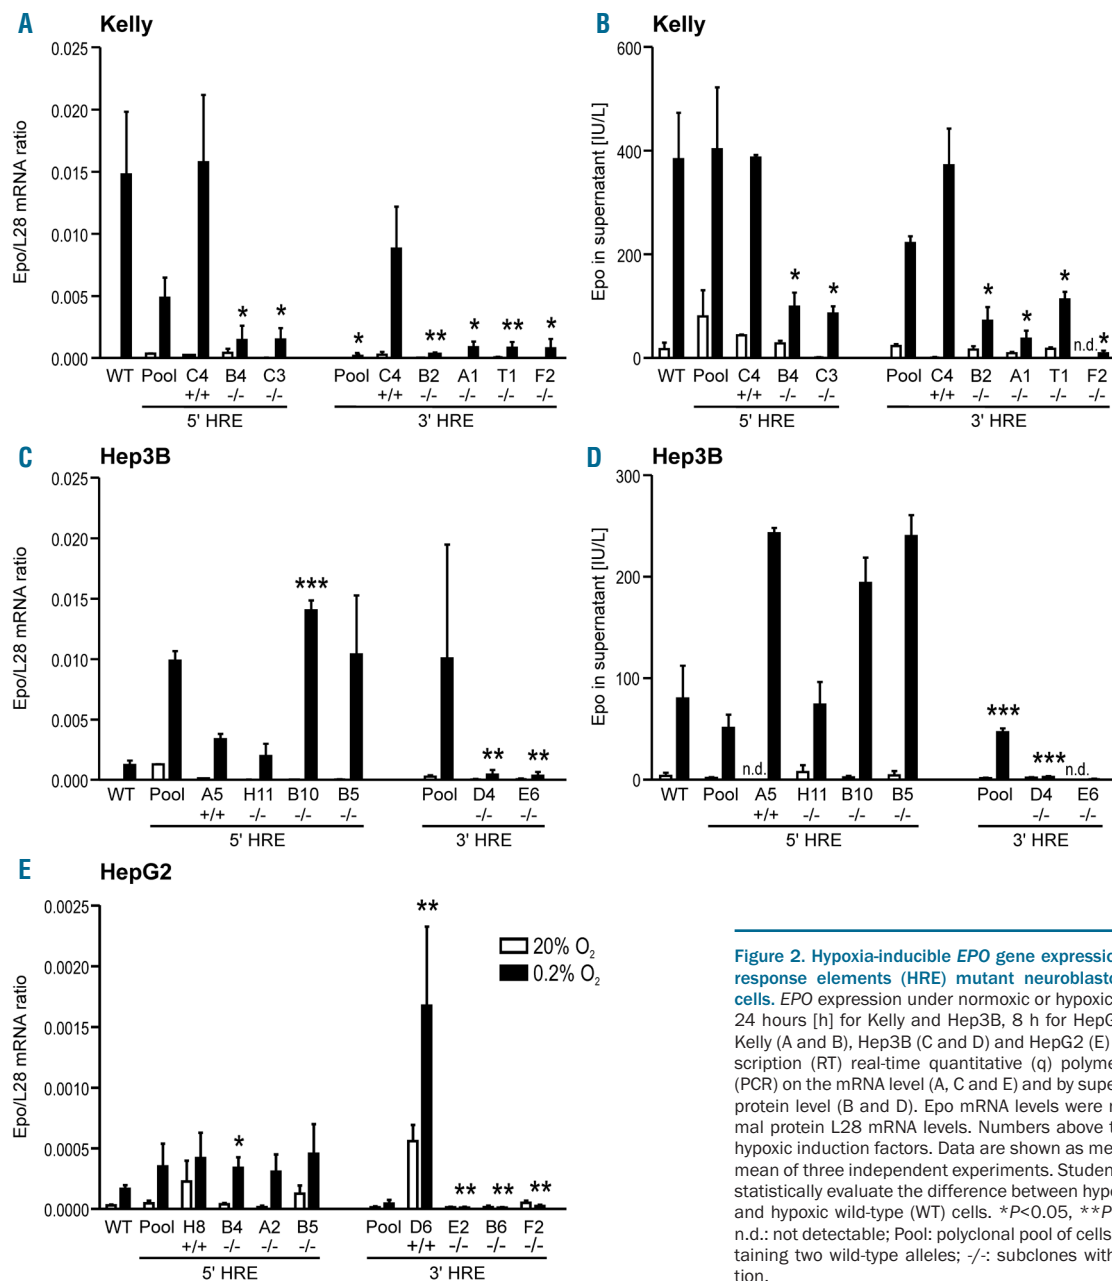 A Kelly
0.025
0.020
0.015
0.010
0.005
0.000
Epo/L28 mRNA ratio
* * * ** * ** *
WT Pool C4 B4 C3 Pool C4 B2 A1 T1 F2
+/+ -/- -/- +/+ -/- -/- -/- -/-
5' HRE 3' HRE
B Kelly
600
400
200
0
Epo in supernatant [IU/L]
* * * * * n.d. *
WT Pool C4 B4 C3 Pool C4 B2 A1 T1 F2
+/+ -/- -/- +/+ -/- -/- -/- -/-
5' HRE 3' HRE
C Hep3B
0.025
0.020
0.015
0.010
0.005
0.000
Epo/L28 mRNA ratio
*** ** **
WT Pool A5 H11 B10 B5 Pool D4 E6
+/+ -/- -/- -/- -/- -/-
5' HRE 3' HRE
D Hep3B
300
200
100
0
Epo in supernatant [IU/L]
n.d. *** *** n.d.
WT Pool A5 H11 B10 B5 Pool D4 E6
+/+ -/- -/- -/- -/- -/-
5' HRE 3' HRE
E HepG2
0.0025
0.0020
0.0015
0.0010
0.0005
0.0000
Epo/L28 mRNA ratio
20% O₂
0.2% O₂
* ** ** ** **
WT Pool H8 B4 A2 B5 Pool D6 E2 B6 F2
+/+ -/- -/- -/- +/+ -/- -/- -/-
5' HRE 3' HRE
Figure 2. Hypoxia-inducible EPO gene expressio
response elements (HRE) mutant neuroblasto
cells. EPO expression under normoxic or hypoxic
24 hours [h] for Kelly and Hep3B, 8 h for HepG
Kelly (A and B), Hep3B (C and D) and HepG2 (E)
scription (RT) real-time quantitative (q) polyme
(PCR) on the mRNA level (A, C and E) and by supe
protein level (B and D). Epo mRNA levels were r
mal protein L28 mRNA levels. Numbers above t
hypoxic induction factors. Data are shown as me
mean of three independent experiments. Studen
statistically evaluate the difference between hypo
and hypoxic wild-type (WT) cells. *P<0.05, **P
n.d.: not detectable; Pool: polyclonal pool of cells
taining two wild-type alleles; -/-: subclones with
tion.